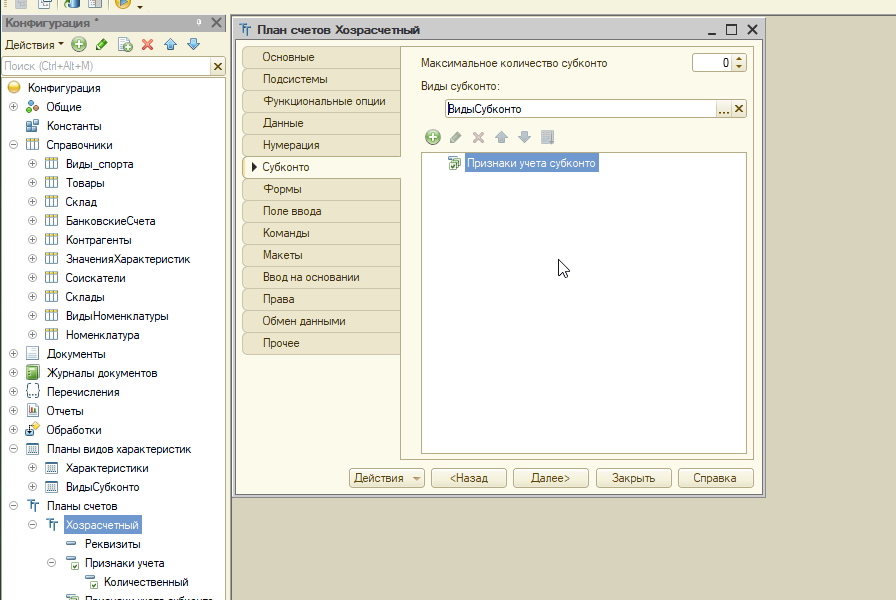 Конфигурация *
Действия
Поиск (Ctrl+Alt+M)
Конфигурация
Общие
Константы
Справочники
Виды_спорта
Товары
Склад
БанковскиеСчета
Контрагенты
ЗначенияХарактеристик
Соискатели
Склады
ВидыНоменклатуры
Номенклатура
Документы
Журналы документов
Перечисления
Отчеты
Обработки
Планы видов характеристик
Характеристики
ВидыСубконто
Планы счетов
Хозрасчетный
Реквизиты
Признаки учета
Количественный
Признаки учета субконто
План счетов Хозрасчетный
Основные
Подсистемы
Функциональные опции
Данные
Нумерация
Субконто
Формы
Поле ввода
Команды
Макеты
Ввод на основании
Права
Обмен данными
Прочее
Максимальное количество субконто
0
Виды субконто:
ВидыСубконто
...
Признаки учета субконто
Действия
<Назад
Далее>
Закрыть
Справка